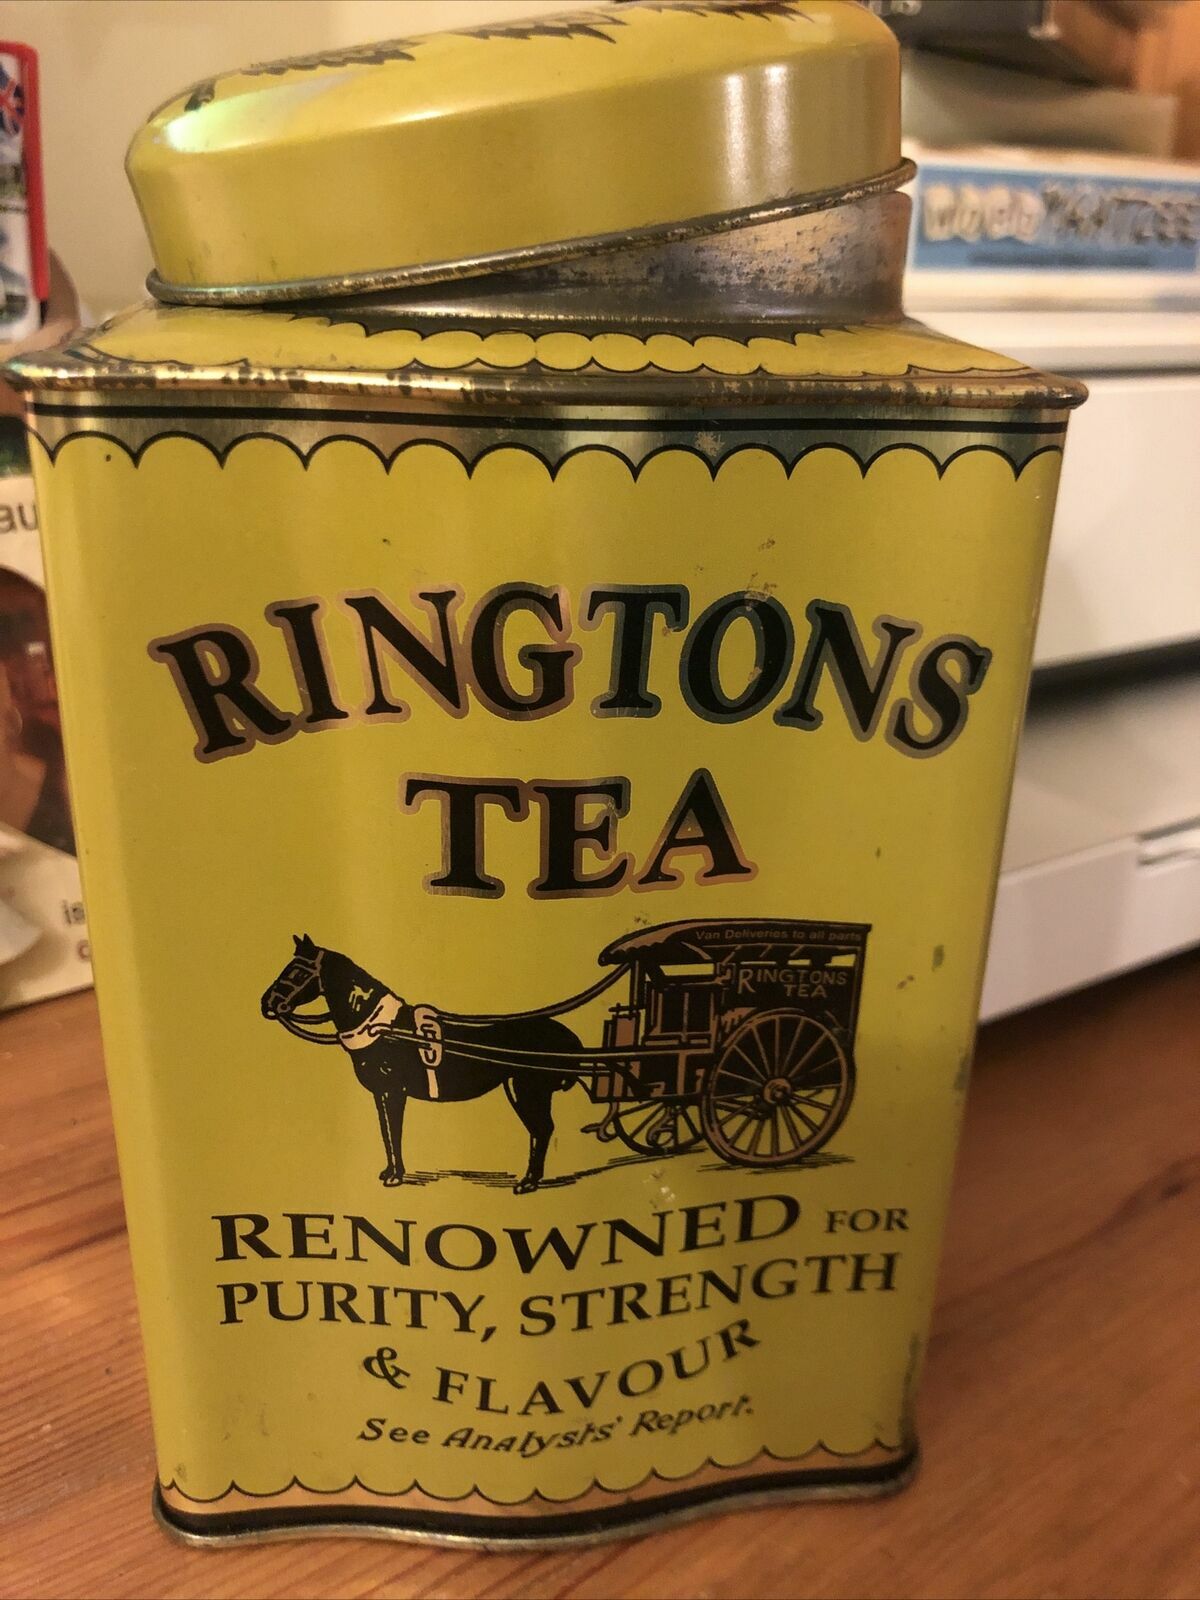 RINGTONS
TEA
Van Deliveries to all parts
RINGTONS
TEA
RENOWNED FOR
PURITY, STRENGTH
& FLAVOUR
See Analysts' Report.